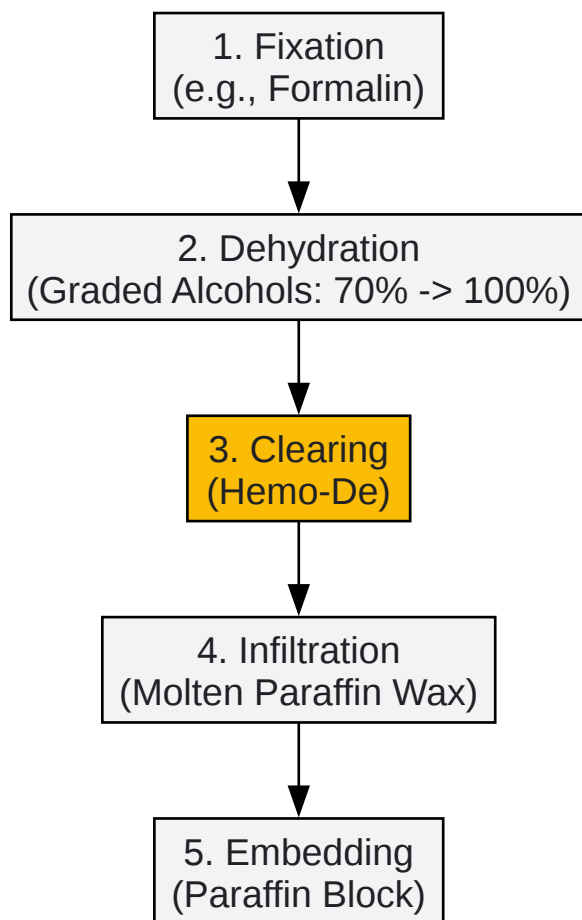 1. Fixation
(e.g., Formalin)
2. Dehydration
(Graded Alcohols: 70% -> 100%)
3. Clearing
(Hemo-De)
4. Infiltration
(Molten Paraffin Wax)
5. Embedding
(Paraffin Block)